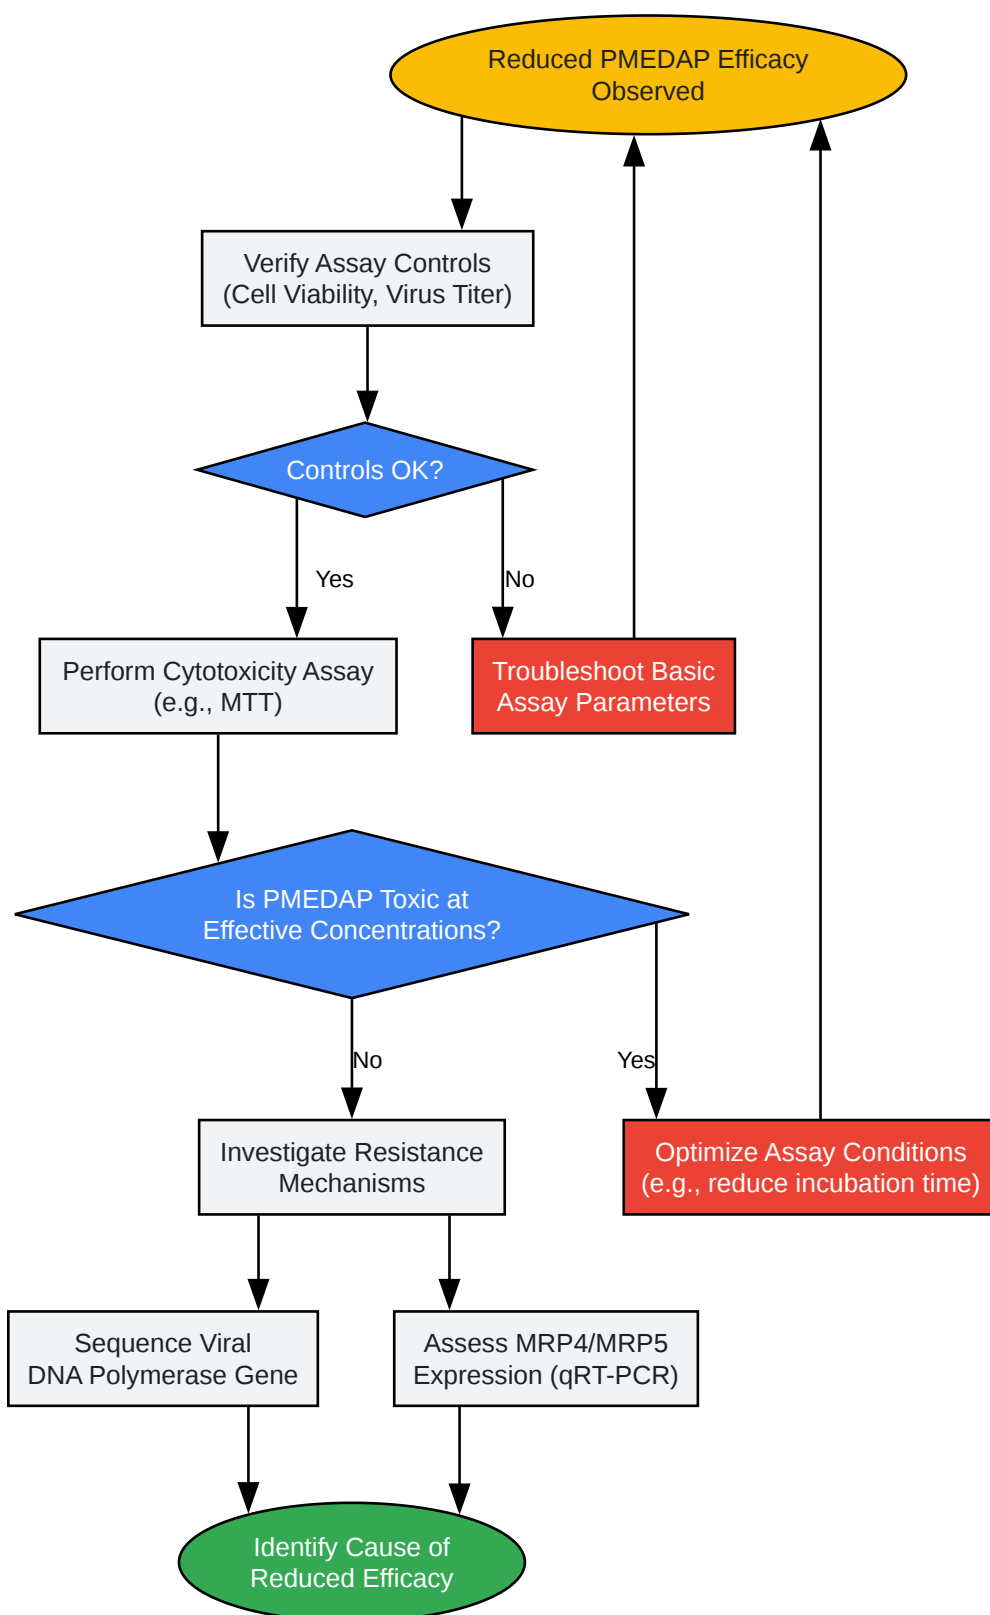 Reduced PMEDAP Efficacy
Observed
Verify Assay Controls
(Cell Viability, Virus Titer)
Controls OK?
Yes
No
Perform Cytotoxicity Assay
(e.g., MTT)
Troubleshoot Basic
Assay Parameters
Is PMEDAP Toxic at
Effective Concentrations?
No
Yes
Investigate Resistance
Mechanisms
Optimize Assay Conditions
(e.g., reduce incubation time)
Sequence Viral
DNA Polymerase Gene
Assess MRP4/MRP5
Expression (qRT-PCR)
Identify Cause of
Reduced Efficacy